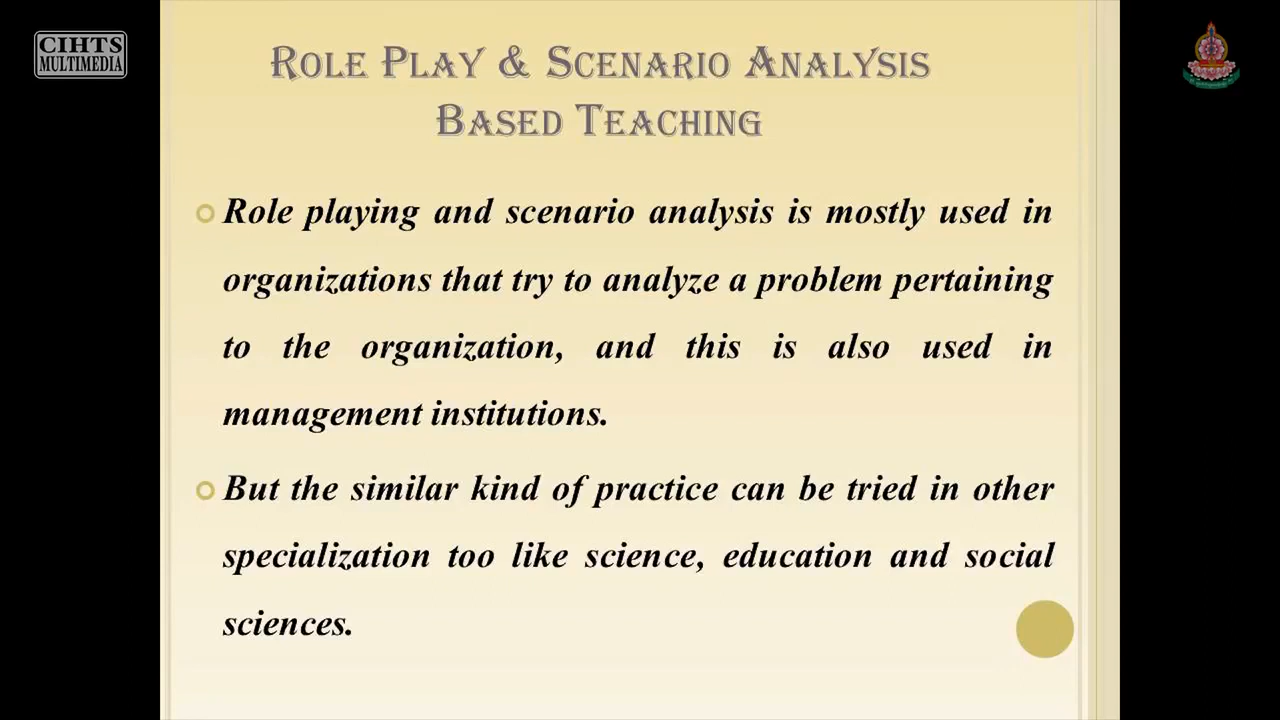 CIHTS
MULTIMEDIA
ROLE PLAY & SCENARIO ANALYSIS
BASED TEACHING
Role playing and scenario analysis is mostly used in
organizations that try to analyze a problem pertaining
to the organization, and this is also used in
management institutions.
But the similar kind of practice can be tried in other
specialization too like science, education and social
sciences.